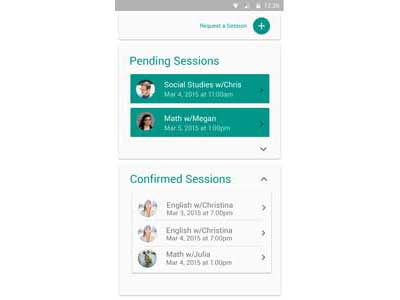 12:30
Request a Session
Pending Sessions
Social Studies w/Chris
Mar 4, 2015 at 11:00am
Math w/Megan
Mar 5, 2015 at 1:00pm
Confirmed Sessions
English w/Christina
Mar 3, 2015 at 7:00pm
English w/Christina
Mar 4, 2015 at 7:00pm
Math w/Julia
Mar 4, 2015 at 1:00pm